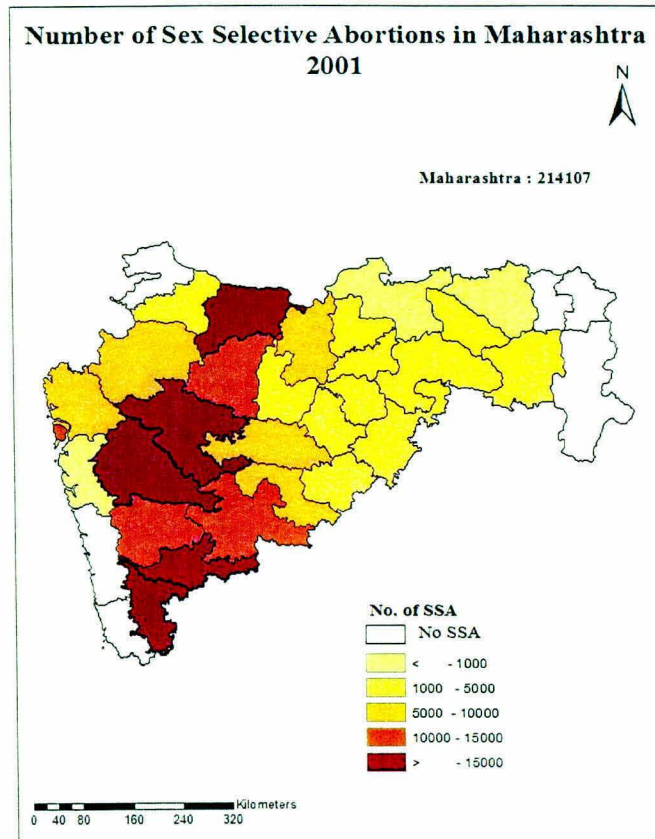 Number of Sex Selective Abortions in Maharashtra
2001
N
Maharashtra : 214107
No. of SSA
No SSA
< - 1000
1000 - 5000
5000 - 10000
10000 - 15000
> - 15000
Kilometers
0 40 80 160 240 320